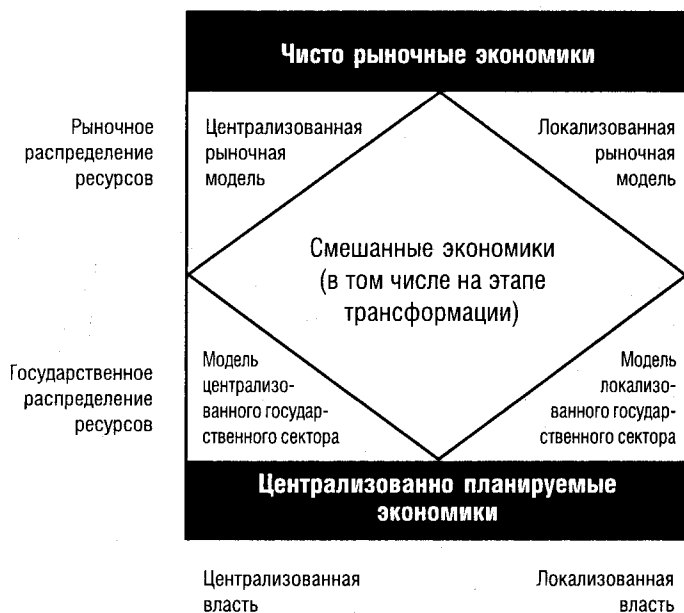 Чисто рыночные экономики
Рыночное
распределение
ресурсов
Централизованная
рыночная
модель
Локализованная
рыночная
модель
Смешанные экономики
(в том числе на этапе
трансформации)
Государственное
распределение
ресурсов
Модель
централизо-
ванного государ-
ственного сектора
Модель
локализо-
ванного государ-
ственного сектора
Централизованно планируемые
экономики
Централизованная
власть
Локализованная
власть